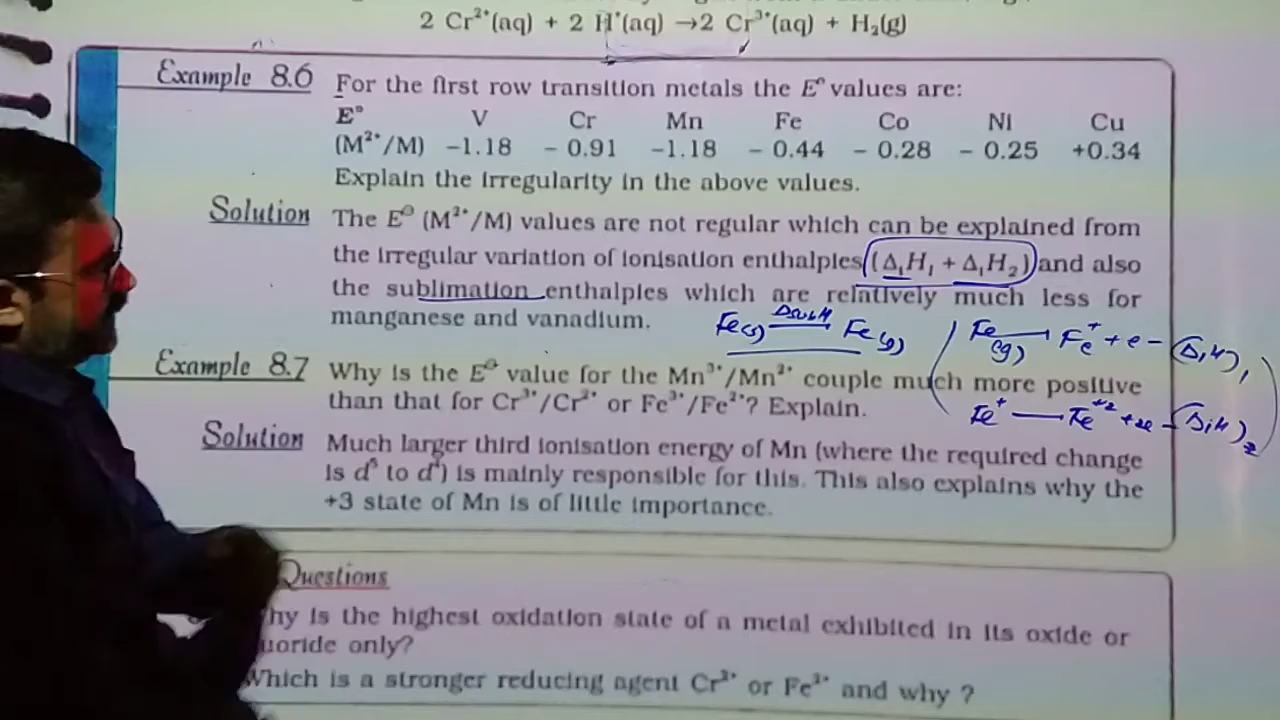 2 Cr²⁺(aq) + 2 H⁺(aq) → 2 Cr³⁺(aq) + H₂(g)
Example 8.6 For the first row transition metals the E° values are:
E° V Cr Mn Fe Co Ni Cu
(M²⁺/M) –1.18 – 0.91 –1.18 – 0.44 – 0.28 – 0.25 +0.34
Explain the irregularity in the above values.
Solution The E⊖ (M²⁺/M) values are not regular which can be explained from
the irregular variation of ionisation enthalpies (ΔᵢH₁ + ΔᵢH₂) and also
the sublimation enthalpies which are relatively much less for
manganese and vanadium.
Fe(s) ΔsubH Fe(g)
Fe(g) — Fe⁺ + e – (ΔᵢH)₁
Example 8.7 Why is the E⊖ value for the Mn³⁺/Mn²⁺ couple much more positive
than that for Cr³⁺/Cr²⁺ or Fe³⁺/Fe²⁺? Explain.
Fe⁺ — Fe⁺² + e – (ΔᵢH)₂
Solution Much larger third ionisation energy of Mn (where the required change
is d⁵ to d⁴) is mainly responsible for this. This also explains why the
+3 state of Mn is of little importance.
Questions
hy is the highest oxidation state of a metal exhibited in its oxide or
uoride only?
Which is a stronger reducing agent Cr²⁺ or Fe²⁺ and why ?